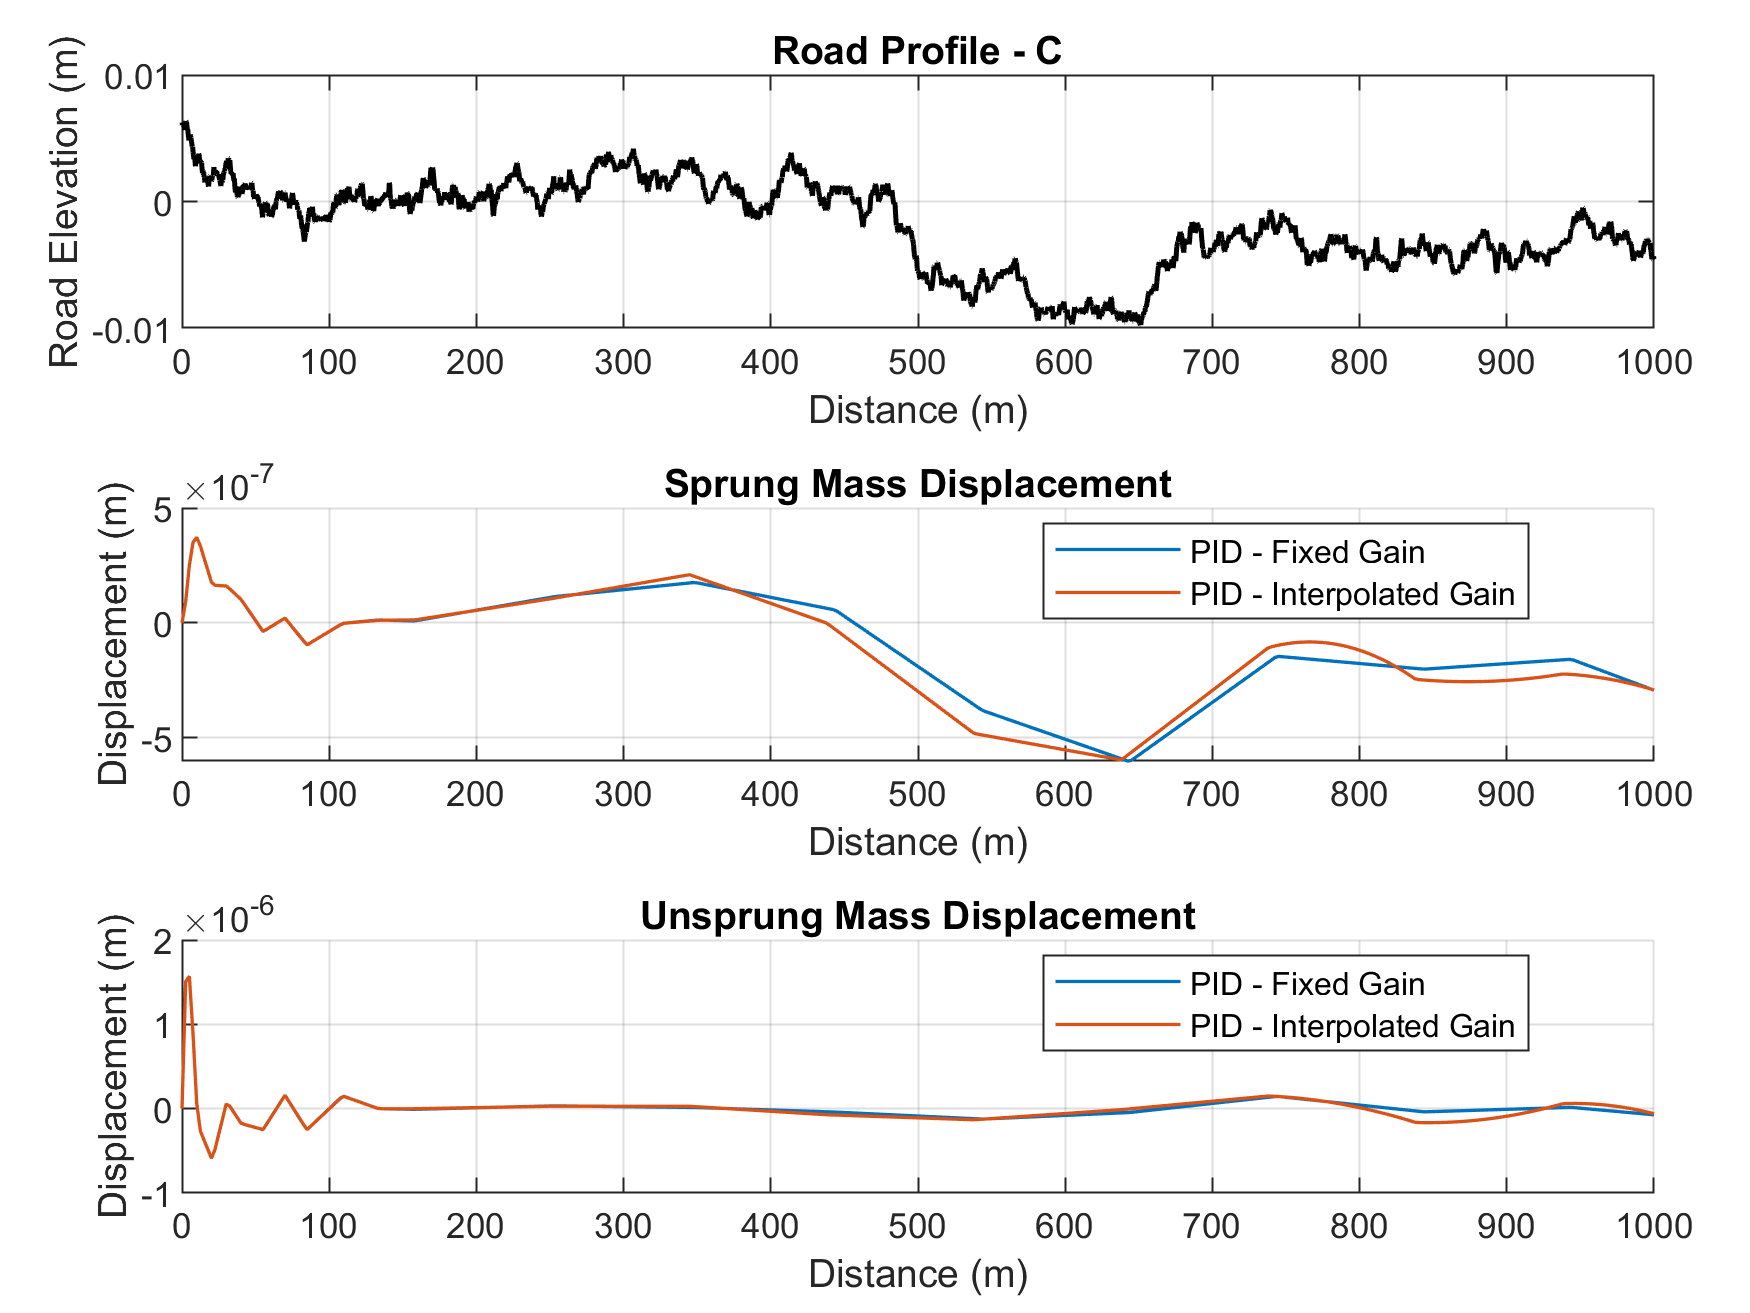 Road Profile - C
Road Elevation (m)
0.01
0
-0.01
0 100 200 300 400 500 600 700 800 900 1000
Distance (m)
Sprung Mass Displacement
×10^-7
Displacement (m)
5
0
-5
PID - Fixed Gain
PID - Interpolated Gain
0 100 200 300 400 500 600 700 800 900 1000
Distance (m)
Unsprung Mass Displacement
×10^-6
Displacement (m)
2
1
0
-1
PID - Fixed Gain
PID - Interpolated Gain
0 100 200 300 400 500 600 700 800 900 1000
Distance (m)